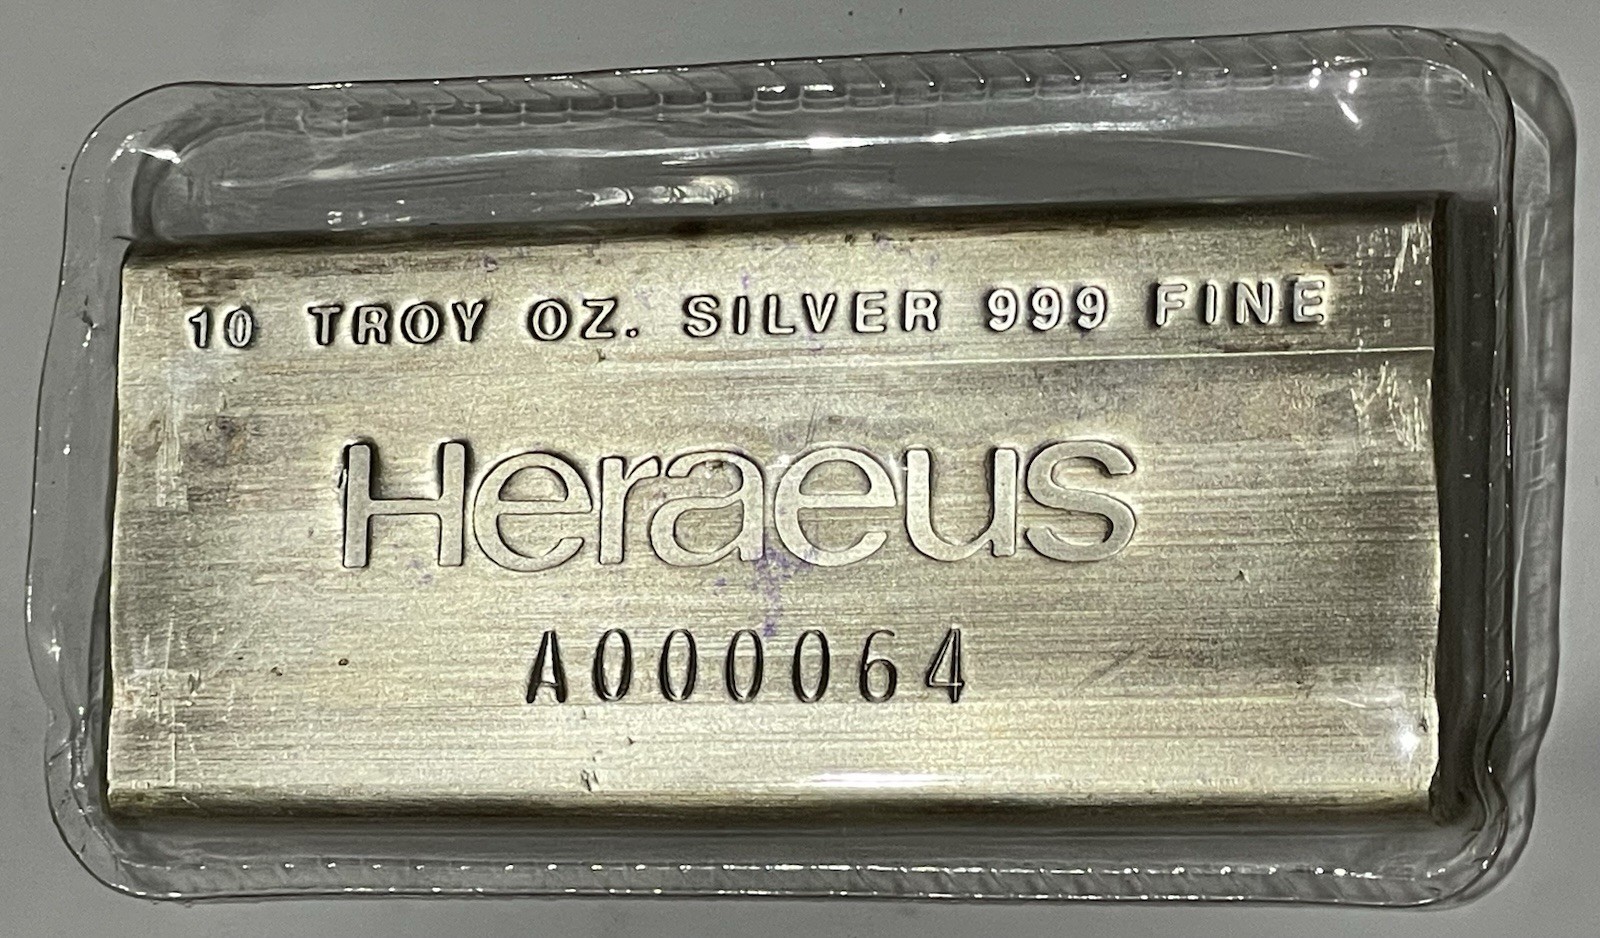 10 TROY OZ. SILVER 999 FINE
Heraeus
A000064